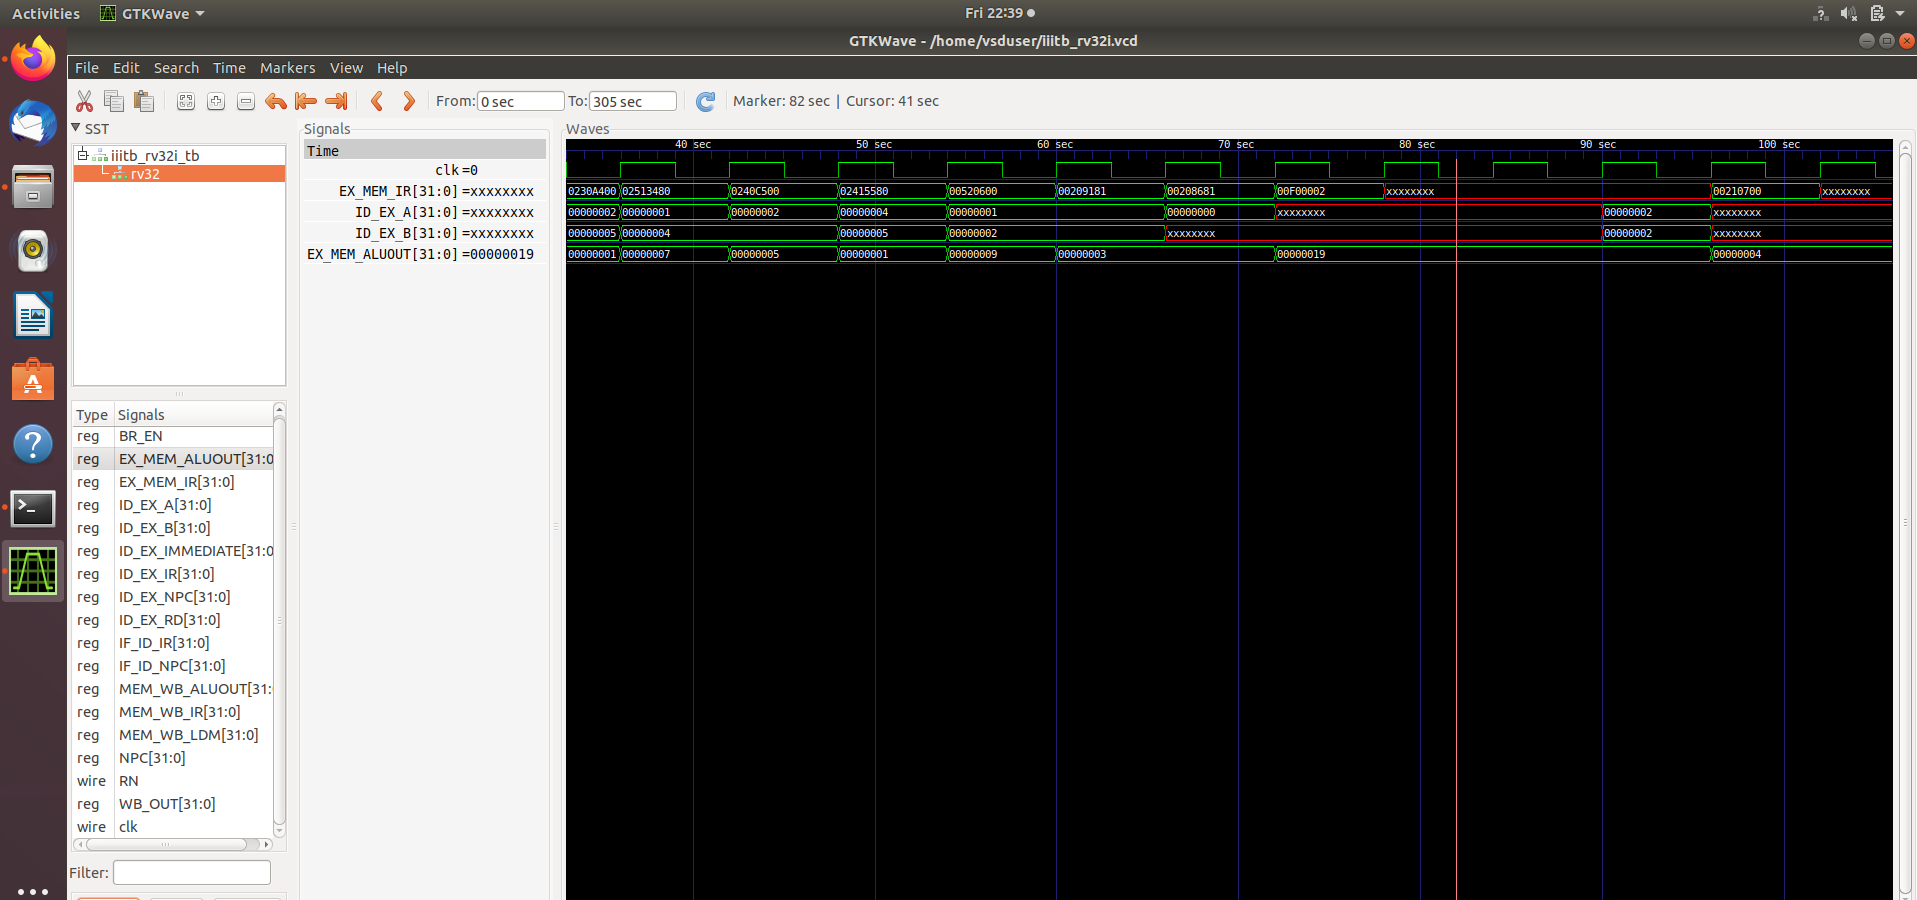 Activities GTKWave Fri 22:39
GTKWave - /home/vsduser/iiitb_rv32i.vcd
File Edit Search Time Markers View Help
From: 0 sec To: 305 sec Marker: 82 sec | Cursor: 41 sec
SST
iiitb_rv32i_tb
rv32
Type Signals
reg BR_EN
reg EX_MEM_ALUOUT[31:0
reg EX_MEM_IR[31:0]
reg ID_EX_A[31:0]
reg ID_EX_B[31:0]
reg ID_EX_IMMEDIATE[31:0
reg ID_EX_IR[31:0]
reg ID_EX_NPC[31:0]
reg ID_EX_RD[31:0]
reg IF_ID_IR[31:0]
reg IF_ID_NPC[31:0]
reg MEM_WB_ALUOUT[31:
reg MEM_WB_IR[31:0]
reg MEM_WB_LDM[31:0]
reg NPC[31:0]
wire RN
reg WB_OUT[31:0]
wire clk
Filter:
Signals
Time
clk =0
EX_MEM_IR[31:0] =xxxxxxxx
ID_EX_A[31:0] =xxxxxxxx
ID_EX_B[31:0] =xxxxxxxx
EX_MEM_ALUOUT[31:0] =00000019
Waves
40 sec 50 sec 60 sec 70 sec 80 sec 90 sec 100 sec
0230A400 02513480 0240C500 02415580 00520600 00209181 00208681 00F00002 xxxxxxxx 00210700 xxxxxxxx
00000002 00000001 00000002 00000004 00000001 00000000 xxxxxxxx 00000002 xxxxxxxx
00000005 00000004 00000005 00000002 xxxxxxxx 00000002 xxxxxxxx
00000001 00000007 00000005 00000001 00000009 00000003 00000019 00000004